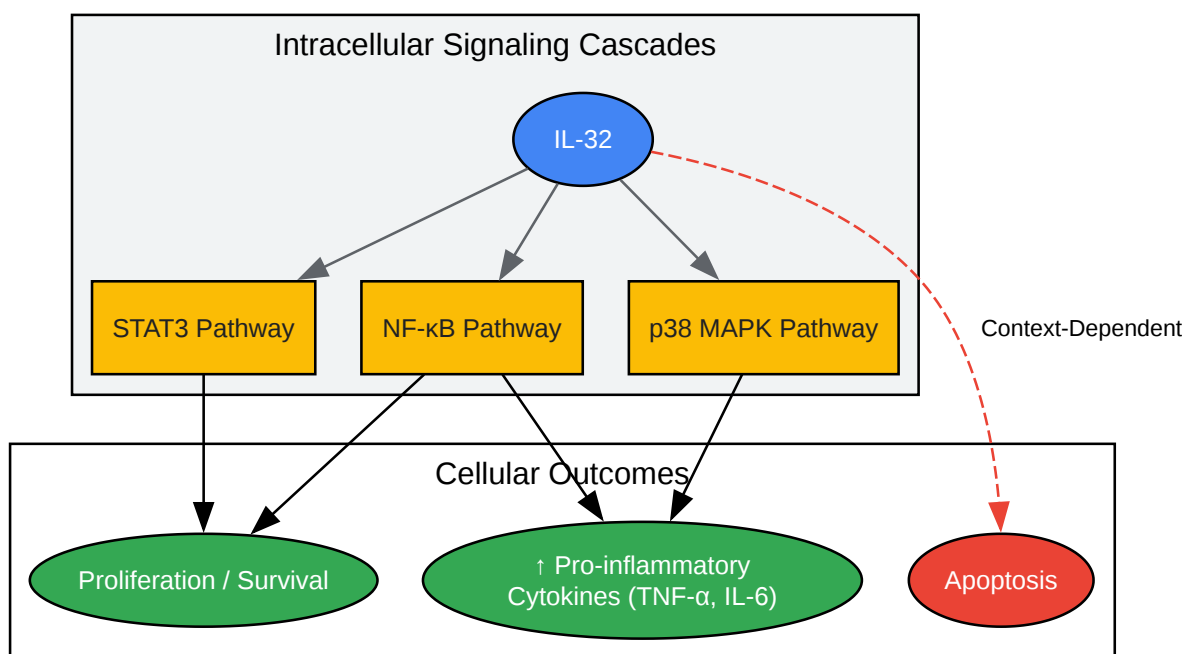 Intracellular Signaling Cascades
IL-32
STAT3 Pathway
NF-κB Pathway
p38 MAPK Pathway
Context-Dependent
Cellular Outcomes
Proliferation / Survival
↑ Pro-inflammatory
Cytokines (TNF-α, IL-6)
Apoptosis